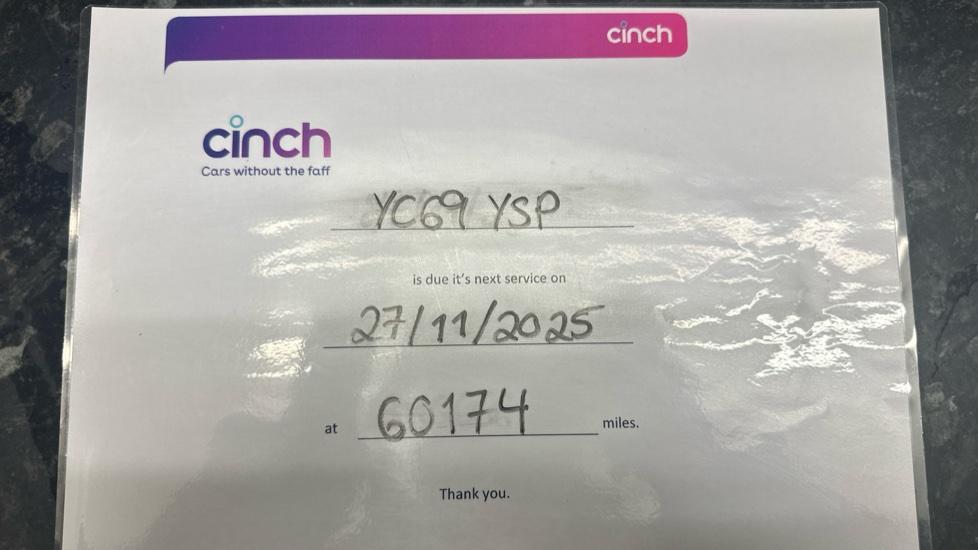 cinch
cinch
Cars without the faff
YC69 YSP
is due it's next service on
27/11/2025
at 60174 miles.
Thank you.